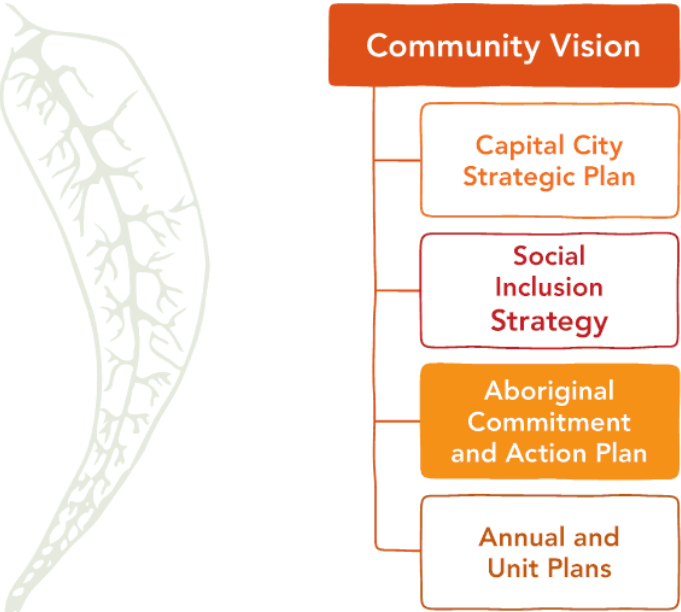 Community Vision
Capital City
Strategic Plan
Social
Inclusion
Strategy
Aboriginal
Commitment
and Action Plan
Annual and
Unit Plans